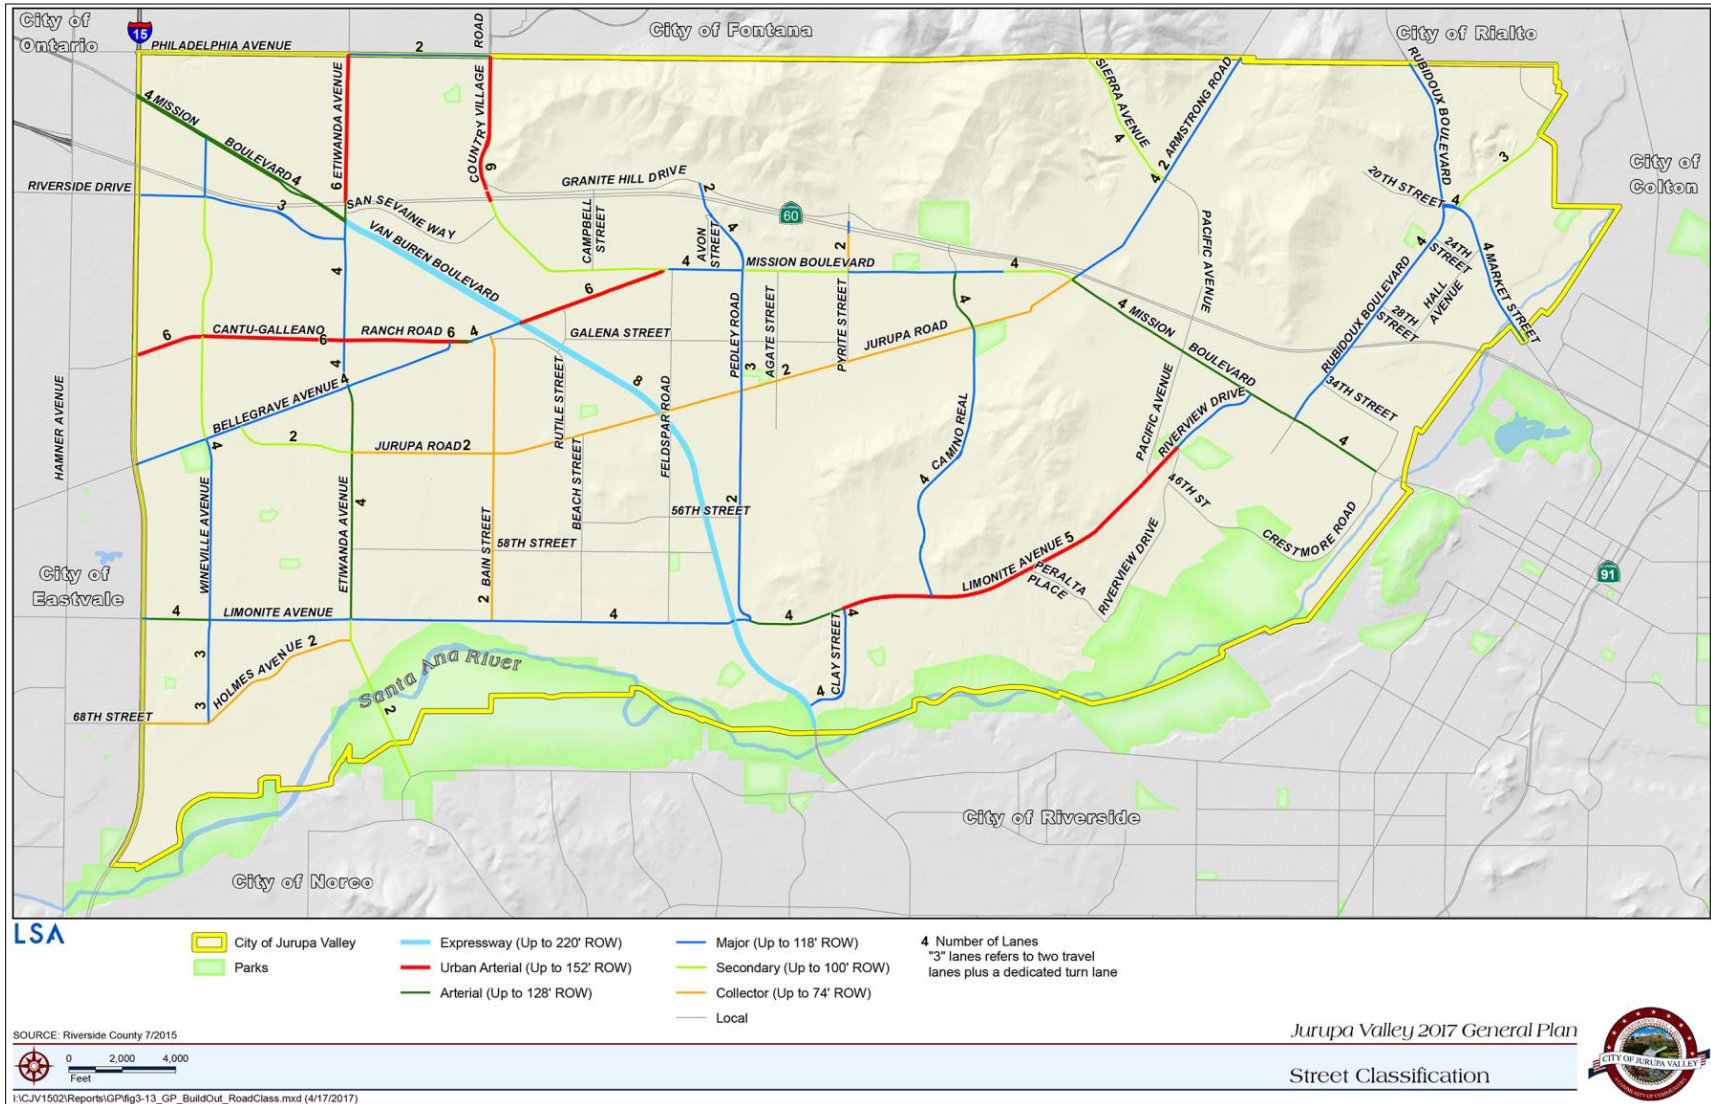 City of
Ontario
15
PHILADELPHIA AVENUE
2
ROAD
City of Fontana
City of Rialto
4
MISSION
BOULEVARD
4
ETIWANDA AVENUE
6
COUNTRY VILLAGE
6
SIERRA AVENUE
4
ARMSTRONG ROAD
2
4
RUBIDOUX BOULEVARD
3
City of
Colton
RIVERSIDE DRIVE
3
SAN SEVAINE WAY
GRANITE HILL DRIVE
2
60
20TH STREET
4
CAMPBELL
STREET
AVON
STREET
4
2
PACIFIC AVENUE
4
24TH
STREET
4 MARKET STREET
VAN BUREN BOULEVARD
4
4
MISSION BOULEVARD
4
HALL
AVENUE
28TH
STREET
RUBIDOUX BOULEVARD
6
CANTU-GALLEANO
RANCH ROAD
6
6
4
6
GALENA STREET
PEDLEY ROAD
AGATE STREET
PYRITE STREET
JURUPA ROAD
4
4 MISSION
BOULEVARD
HAMNER AVENUE
4
BELLEGRAVE AVENUE
4
RUTILE STREET
8
FELDSPAR ROAD
3
2
CAMINO REAL
PACIFIC AVENUE
RIVERVIEW DRIVE
34TH STREET
4
4
2
JURUPA ROAD
2
BEACH STREET
4
46TH ST
WINEVILLE AVENUE
ETIWANDA AVENUE
4
BAIN STREET
2
56TH STREET
58TH STREET
2
CRESTMORE ROAD
City of
Eastvale
LIMONITE AVENUE
5
PERALTA
PLACE
RIVERVIEW DRIVE
91
4
LIMONITE AVENUE
4
4
4
CLAY STREET
4
3
3
HOLMES AVENUE
2
Santa Ana River
2
68TH STREET
City of Riverside
City of Norco
LSA
City of Jurupa Valley
Parks
Expressway (Up to 220' ROW)
Urban Arterial (Up to 152' ROW)
Arterial (Up to 128' ROW)
Major (Up to 118' ROW)
Secondary (Up to 100' ROW)
Collector (Up to 74' ROW)
Local
4 Number of Lanes
"3" lanes refers to two travel
lanes plus a dedicated turn lane
SOURCE: Riverside County 7/2015
0 2,000 4,000
Feet
I:\CJV1502\Reports\GP\fig3-13_GP_BuildOut_RoadClass.mxd (4/17/2017)
Jurupa Valley 2017 General Plan
Street Classification
CITY OF JURUPA VALLEY